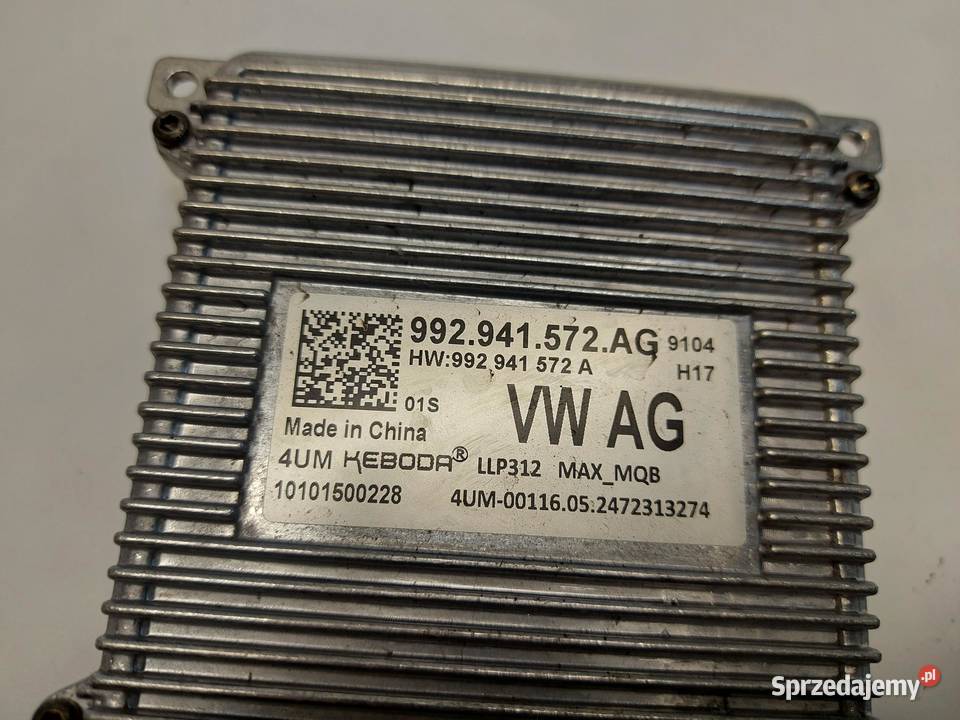 992.941.572.AG 9104
HW:992 941 572 A H17
01S VW AG
Made in China
4UM KEBODA® LLP312 MAX_MQB
10101500228 4UM-00116.05:2472313274
Sprzedajemy.pl